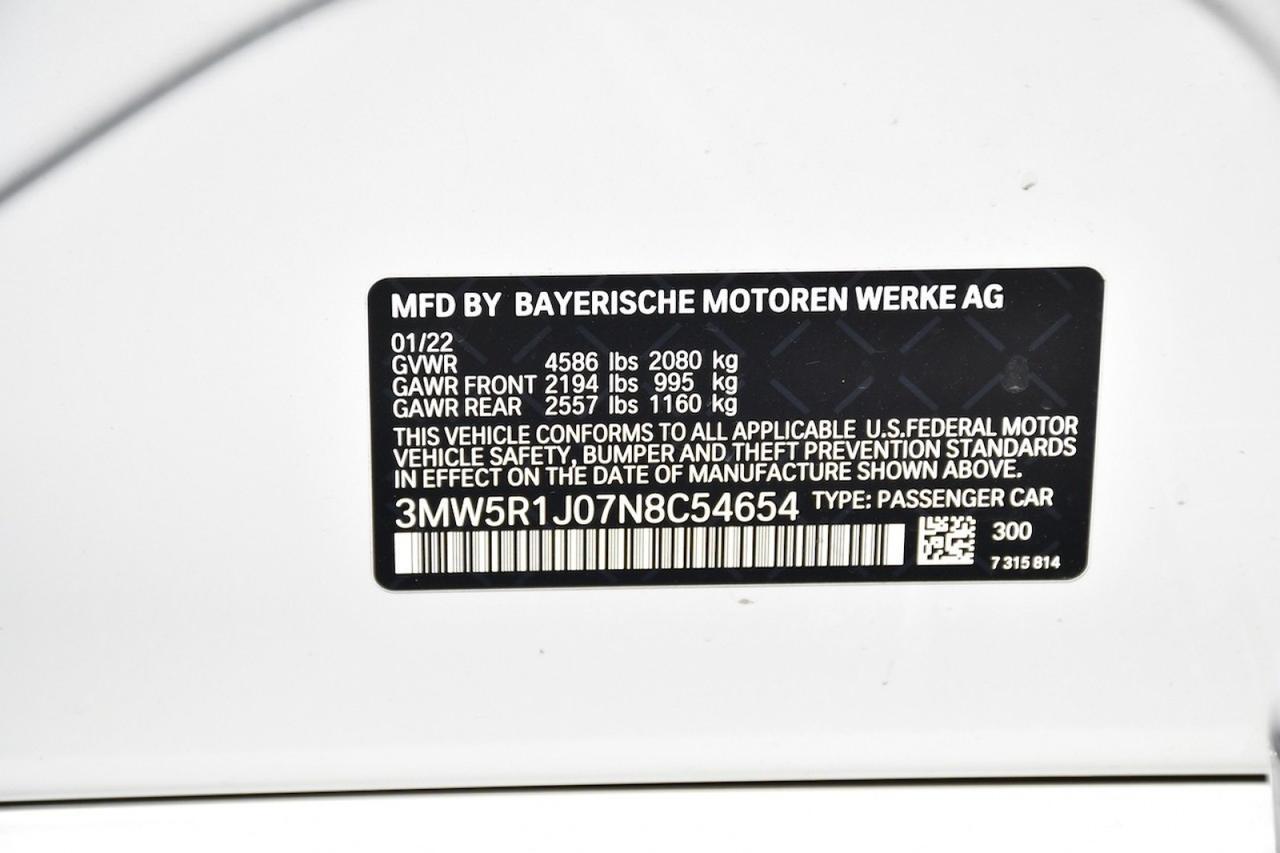 MFD BY BAYERISCHE MOTOREN WERKE AG
01/22
GVWR 4586 lbs 2080 kg
GAWR FRONT 2194 lbs 995 kg
GAWR REAR 2557 lbs 1160 kg
THIS VEHICLE CONFORMS TO ALL APPLICABLE U.S.FEDERAL MOTOR
VEHICLE SAFETY, BUMPER AND THEFT PREVENTION STANDARDS
IN EFFECT ON THE DATE OF MANUFACTURE SHOWN ABOVE.
3MW5R1J07N8C54654 TYPE: PASSENGER CAR
300
7 315 814